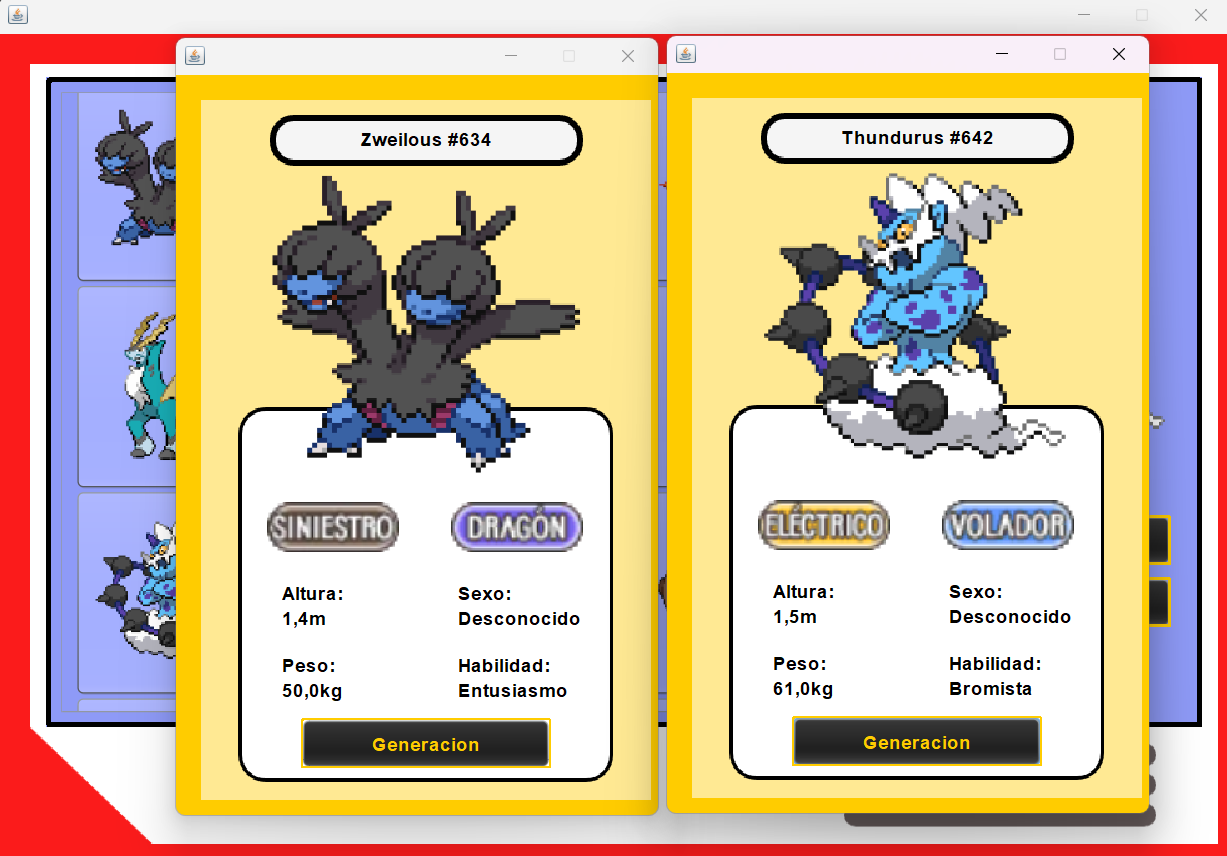 Zweilous #634
SINIESTRO DRAGÓN
Altura: Sexo:
1,4m Desconocido
Peso: Habilidad:
50,0kg Entusiasmo
Generacion
Thundurus #642
ELÉCTRICO VOLADOR
Altura: Sexo:
1,5m Desconocido
Peso: Habilidad:
61,0kg Bromista
Generacion